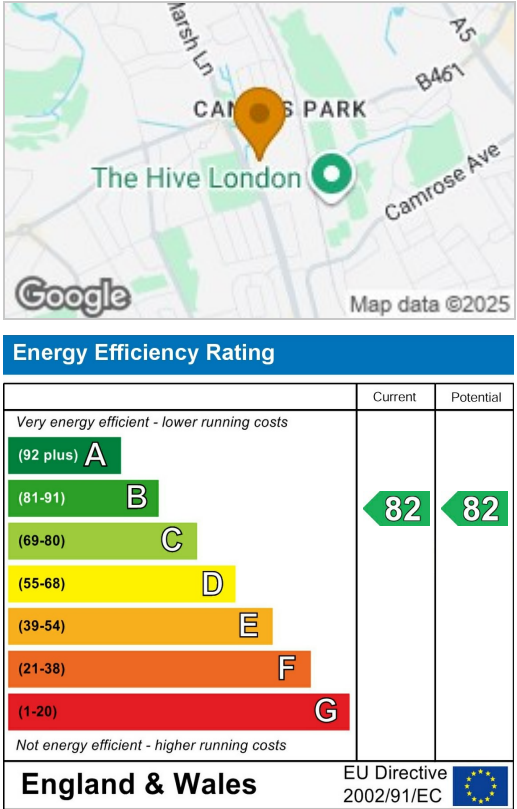 Marsh Ln
A5
B461
CAN S PARK
The Hive London
Camrose Ave
Google
Map data ©2025
Energy Efficiency Rating
Current Potential
Very energy efficient - lower running costs
(92 plus) A
(81-91) B
82 82
(69-80) C
(55-68) D
(39-54) E
(21-38) F
(1-20) G
Not energy efficient - higher running costs
England & Wales
EU Directive
2002/91/EC